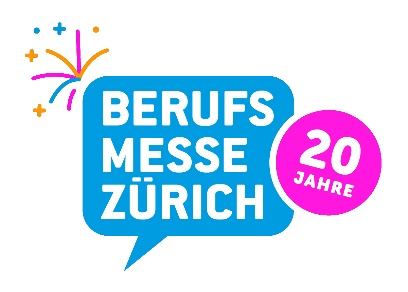 BERUFS
MESSE
ZÜRICH
20
JAHRE